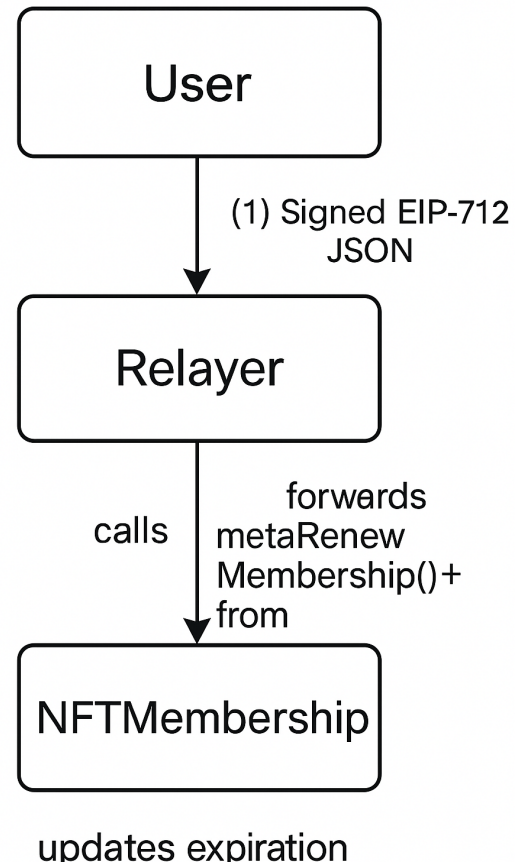 User
(1) Signed EIP-712
JSON
Relayer
calls
forwards
metaRenew
Membership()+
from
NFTMembership
updates expiration